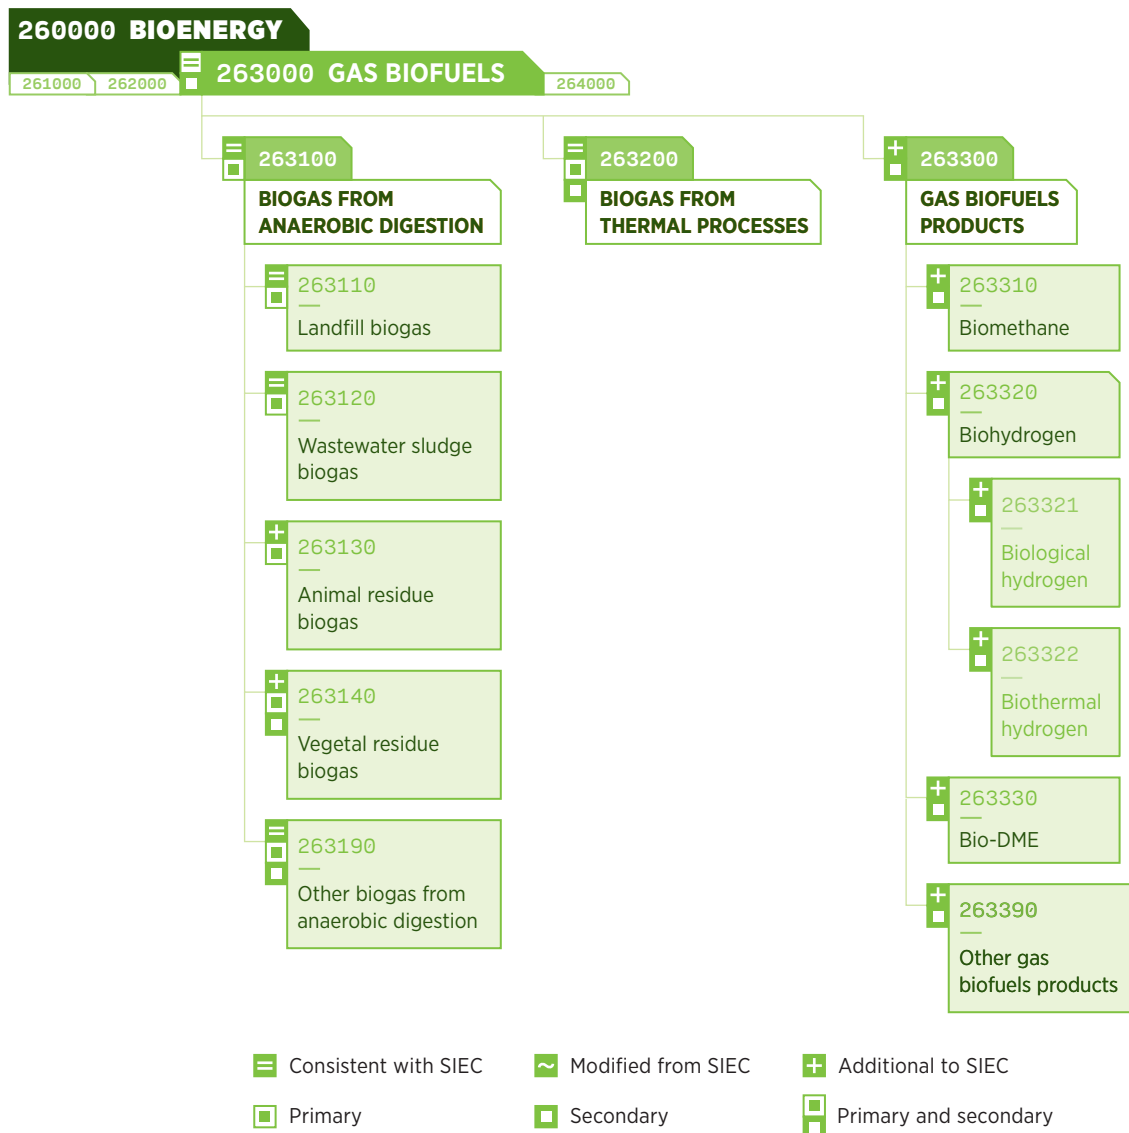 260000 BIOENERGY
261000
262000
263000 GAS BIOFUELS
264000
263100
BIOGAS FROM
ANAEROBIC DIGESTION
263110
Landfill biogas
263120
Wastewater sludge
biogas
263130
Animal residue
biogas
263140
Vegetal residue
biogas
263190
Other biogas from
anaerobic digestion
263200
BIOGAS FROM
THERMAL PROCESSES
263300
GAS BIOFUELS
PRODUCTS
263310
Biomethane
263320
Biohydrogen
263321
Biological
hydrogen
263322
Biothermal
hydrogen
263330
Bio-DME
263390
Other gas
biofuels products
= Consistent with SIEC
~ Modified from SIEC
+ Additional to SIEC
Primary
Secondary
Primary and secondary